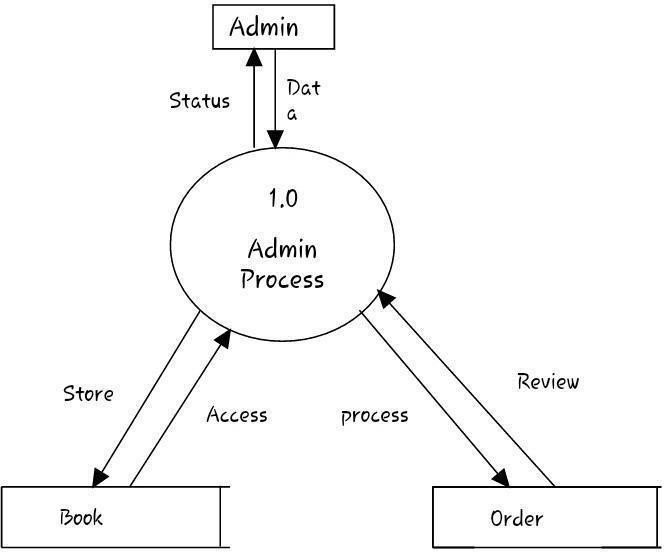 Admin
Status
Dat
a
1.0
Admin
Process
Store
Access
process
Review
Book
Order